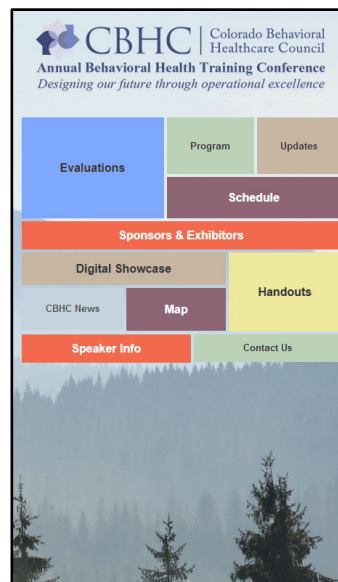 CBHC
Colorado Behavioral
Healthcare Council
Annual Behavioral Health Training Conference
Designing our future through operational excellence
Evaluations
Program
Updates
Schedule
Sponsors & Exhibitors
Digital Showcase
Handouts
CBHC News
Map
Speaker Info
Contact Us